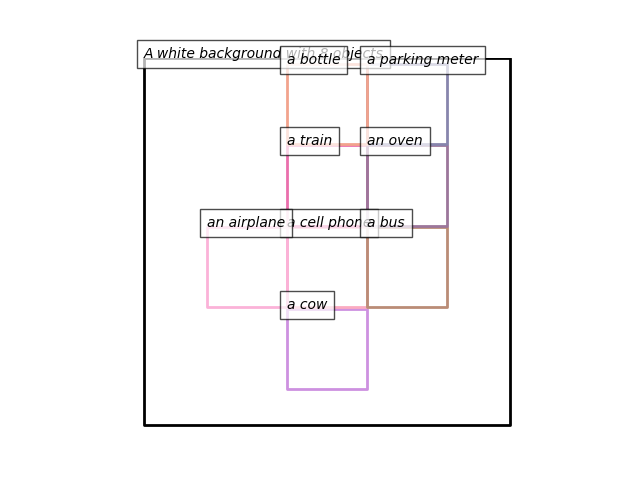 A white background with 8 objects
a bottle
a parking meter
a train
an oven
an airplane
a cell phone
a bus
a cow